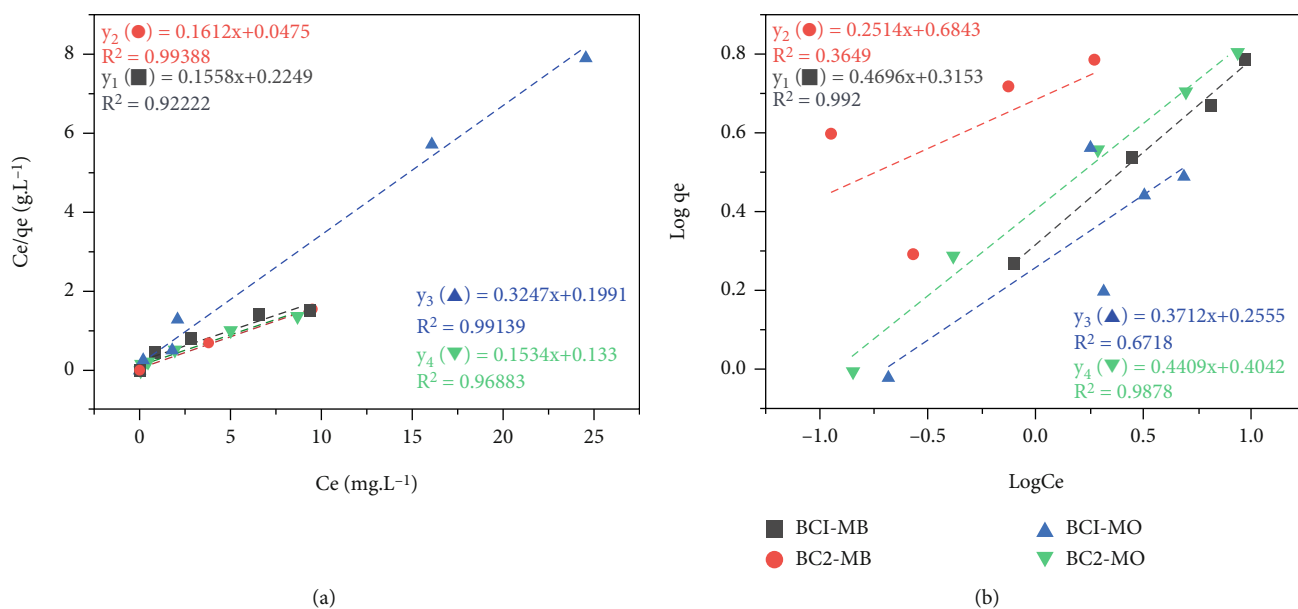 (a)
(b)
y₂ (●) = 0.1612x+0.0475
R² = 0.99388
y₁ (■) = 0.1558x+0.2249
R² = 0.92222
y₃ (▲) = 0.3247x+0.1991
R² = 0.99139
y₄ (▼) = 0.1534x+0.133
R² = 0.96883
8
6
4
2
0
Ce/qe (g.L⁻¹)
0
5
10
15
20
25
Ce (mg.L⁻¹)
y₂ (●) = 0.2514x+0.6843
R² = 0.3649
y₁ (■) = 0.4696x+0.3153
R² = 0.992
y₃ (▲) = 0.3712x+0.2555
R² = 0.6718
y₄ (▼) = 0.4409x+0.4042
R² = 0.9878
0.8
0.6
0.4
0.2
0.0
Log qe
–1.0
–0.5
0.0
0.5
1.0
LogCe
BCI-MB
BCI-MO
BC2-MB
BC2-MO
(a)
(b)